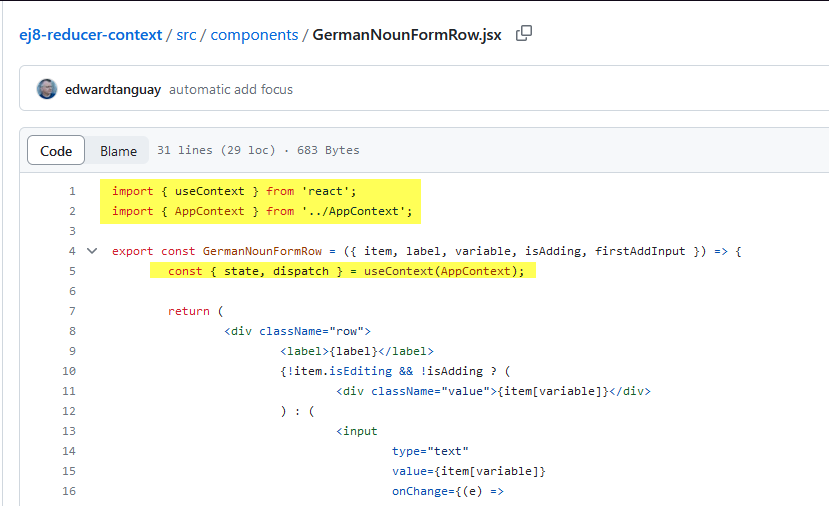 ej8-reducer-context / src / components / GermanNounFormRow.jsx
edwardtanguay automatic add focus
Code Blame 31 lines (29 loc) · 683 Bytes
1 import { useContext } from 'react';
2 import { AppContext } from '../AppContext';
3
4 export const GermanNounFormRow = ({ item, label, variable, isAdding, firstAddInput }) => {
5 const { state, dispatch } = useContext(AppContext);
6
7 return (
8 <div className="row">
9 <label>{label}</label>
10 {!item.isEditing && !isAdding ? (
11 <div className="value">{item[variable]}</div>
12 ) : (
13 <input
14 type="text"
15 value={item[variable]}
16 onChange={(e) =>